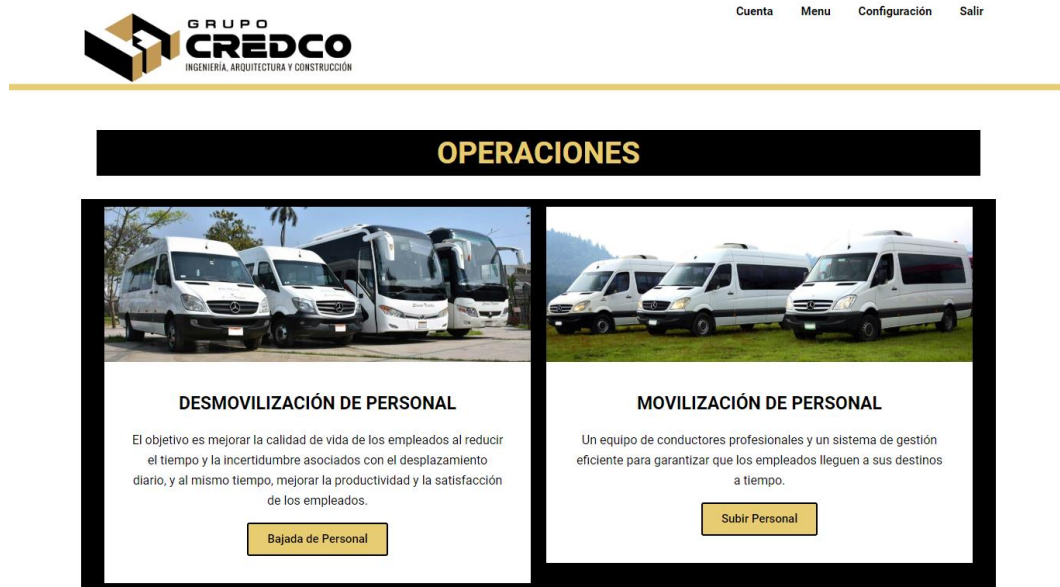 Cuenta Menu Configuración Salir
GRUPO
CREDCO
INGENIERÍA, ARQUITECTURA Y CONSTRUCCIÓN
OPERACIONES
DESMOVILIZACIÓN DE PERSONAL
El objetivo es mejorar la calidad de vida de los empleados al reducir
el tiempo y la incertidumbre asociados con el desplazamiento
diario, y al mismo tiempo, mejorar la productividad y la satisfacción
de los empleados.
Bajada de Personal
MOVILIZACIÓN DE PERSONAL
Un equipo de conductores profesionales y un sistema de gestión
eficiente para garantizar que los empleados lleguen a sus destinos
a tiempo.
Subir Personal